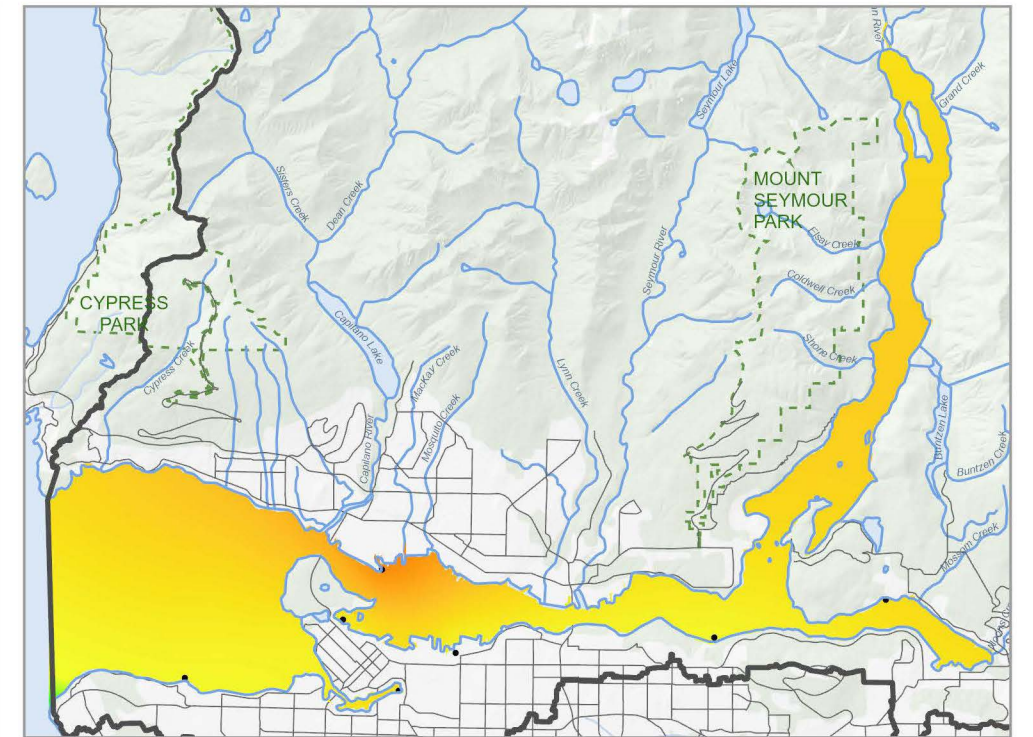 Grand Creek
Seymour Lake
MOUNT
SEYMOUR
PARK
Sisters Creek
Dean Creek
Elsay Creek
Seymour River
Coldwell Creek
CYPRESS
PARK
Capilano Lake
Shone Creek
Cypress Creek
MacKay Creek
Lynn Creek
Mosquito Creek
Buntzen Lake
Capilano River
Buntzen Creek
Mossom Creek